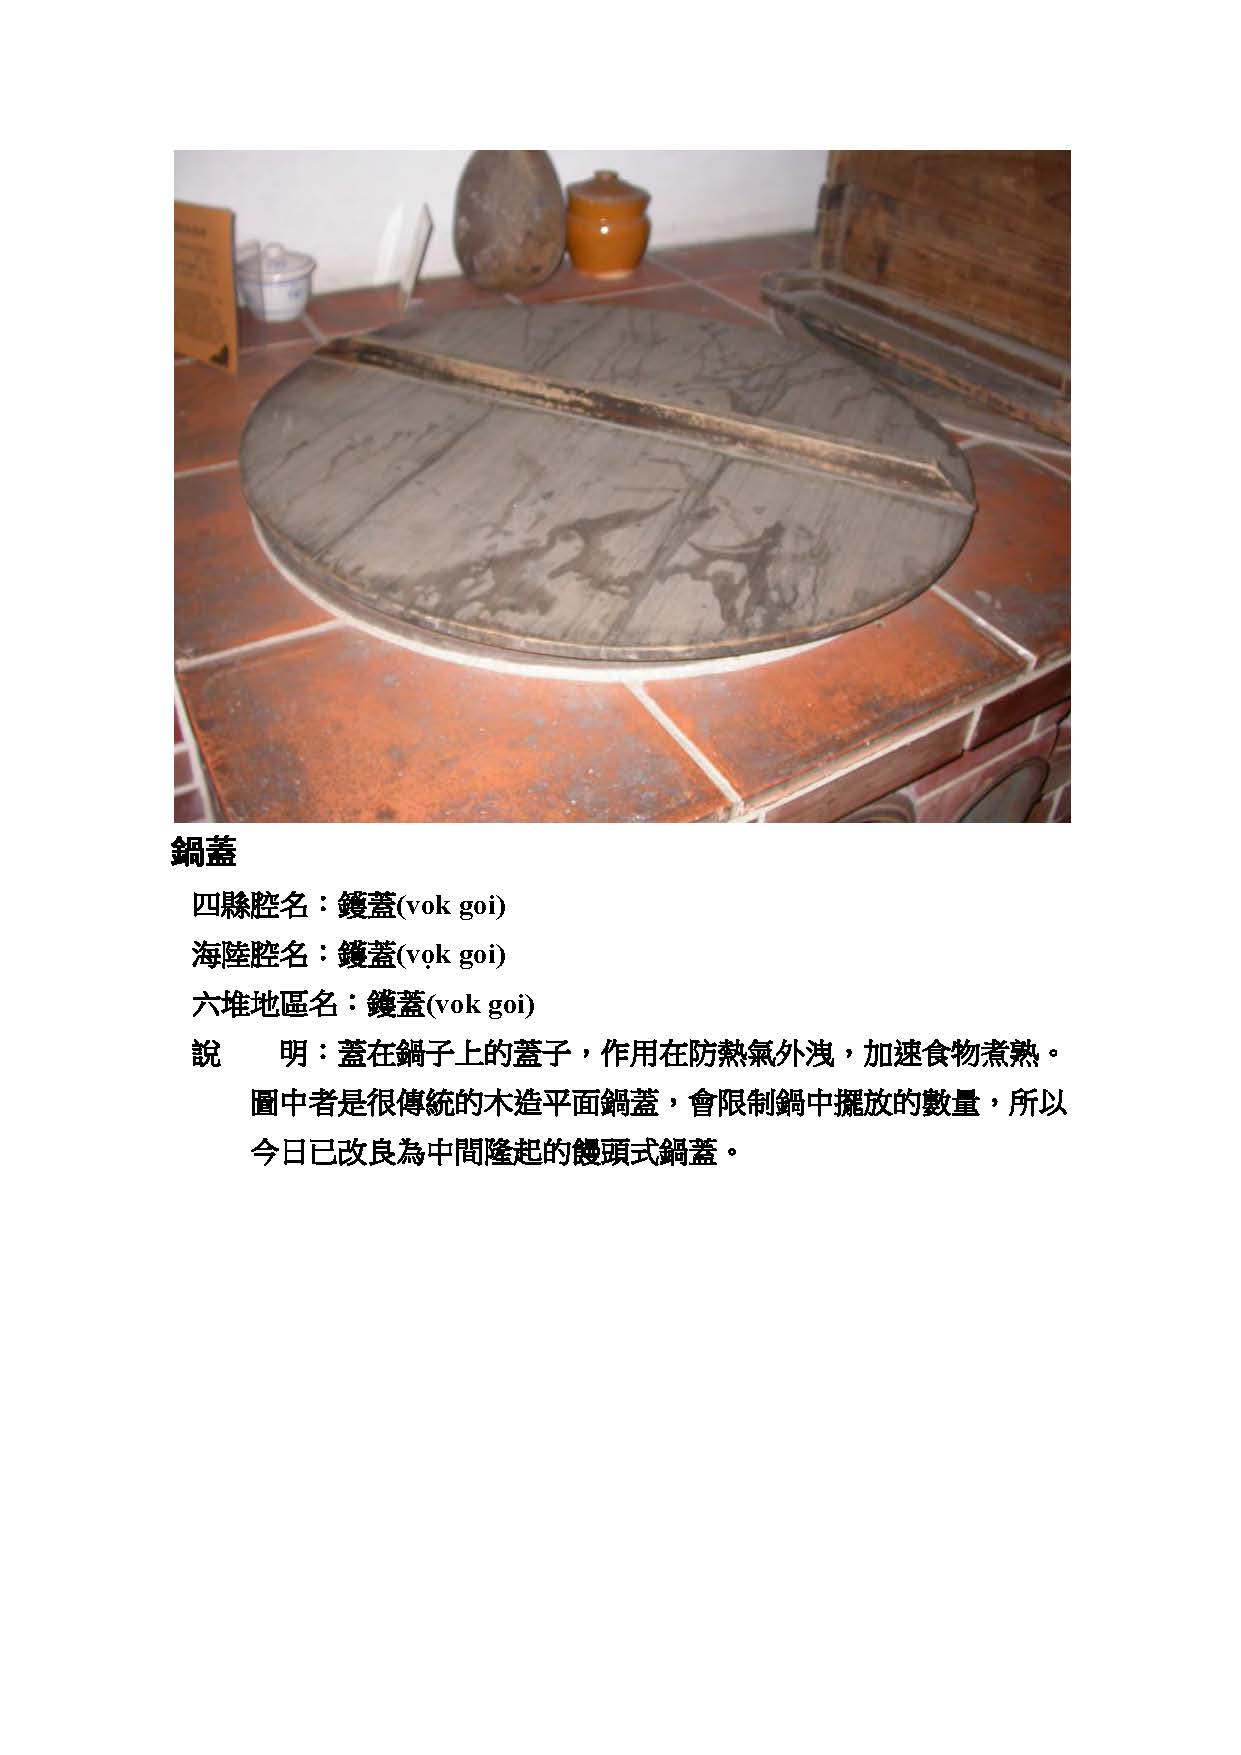 鍋蓋
四縣腔名：鑊蓋(vok goi)
海陸腔名：鑊蓋(vọk goi)
六堆地區名：鑊蓋(vok goi)
說　　明：蓋在鍋子上的蓋子，作用在防熱氣外洩，加速食物煮熟。
圖中者是很傳統的木造平面鍋蓋，會限制鍋中擺放的數量，所以
今日已改良為中間隆起的饅頭式鍋蓋。